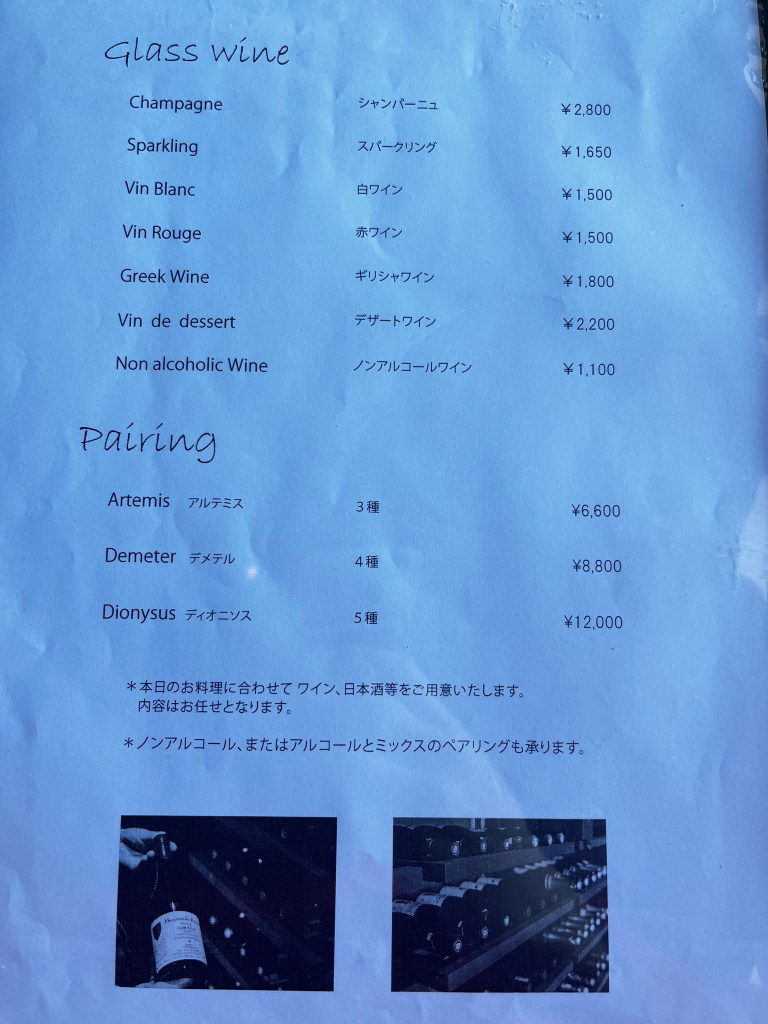 Glass wine
Champagne シャンパーニュ ￥2,800
Sparkling スパークリング ￥1,650
Vin Blanc 白ワイン ￥1,500
Vin Rouge 赤ワイン ￥1,500
Greek Wine ギリシャワイン ￥1,800
Vin de dessert デザートワイン ￥2,200
Non alcoholic Wine ノンアルコールワイン ￥1,100
Pairing
Artemis アルテミス 3種 ¥6,600
Demeter デメテル 4種 ¥8,800
Dionysus ディオニソス 5種 ¥12,000
＊本日のお料理に合わせて ワイン、日本酒等をご用意いたします。
内容はお任せとなります。
＊ノンアルコール、またはアルコールとミックスのペアリングも承ります。